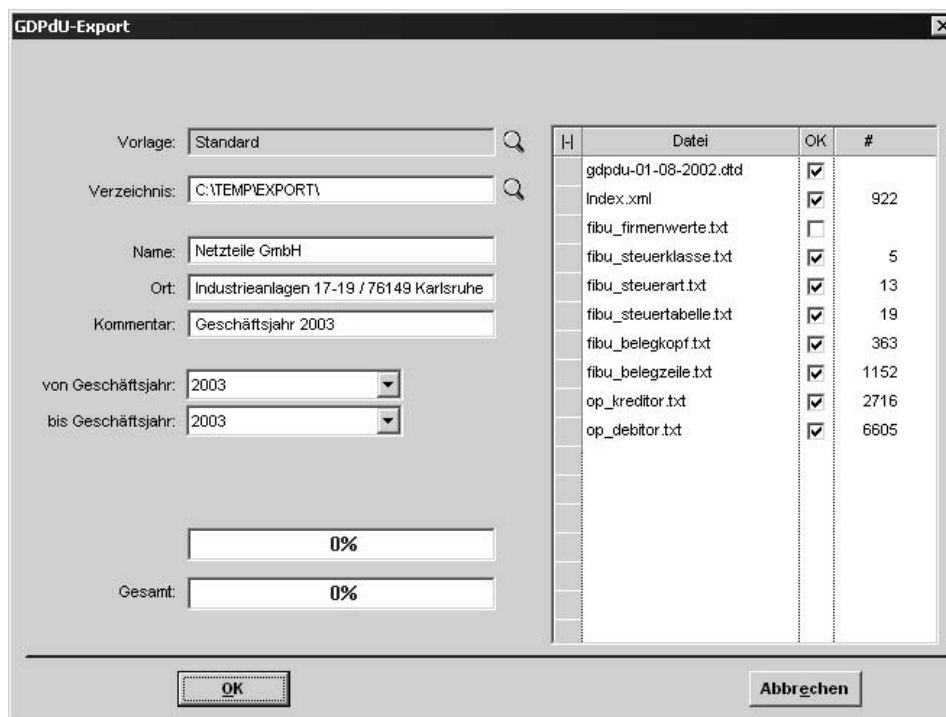 GDPdU-Export
Vorlage: Standard
Verzeichnis: C:\TEMP\EXPORT\
Name: Netzteile GmbH
Ort: Industrieanlagen 17-19 / 76149 Karlsruhe
Kommentar: Geschäftsjahr 2003
von Geschäftsjahr: 2003
bis Geschäftsjahr: 2003
0%
Gesamt: 0%
|-| Datei OK #
gdpdu-01-08-2002.dtd
Index.xml 922
fibu_firmenwerte.txt
fibu_steuerklasse.txt 5
fibu_steuerart.txt 13
fibu_steuertabelle.txt 19
fibu_belegkopf.txt 363
fibu_belegzeile.txt 1152
op_kreditor.txt 2716
op_debitor.txt 6605
OK
Abbrechen